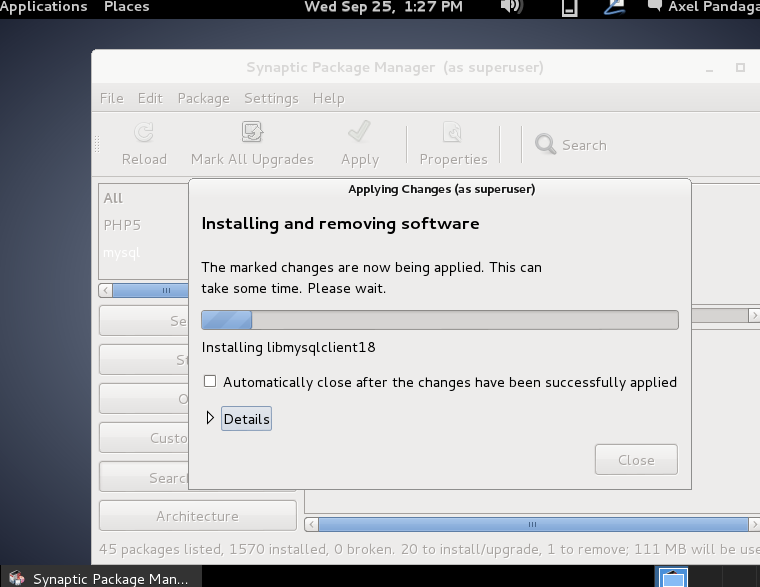 Applications Places Wed Sep 25, 1:27 PM Axel Pandaga
Synaptic Package Manager (as superuser)
File Edit Package Settings Help
Reload Mark All Upgrades Apply Properties Search
All
PHP5
mysql
Applying Changes (as superuser)
Installing and removing software
The marked changes are now being applied. This can
take some time. Please wait.
Installing libmysqlclient18
Automatically close after the changes have been successfully applied
Details
Close
Se
St
O
Custo
Search
Architecture
45 packages listed, 1570 installed, 0 broken. 20 to install/upgrade, 1 to remove; 111 MB will be use
Synaptic Package Man...